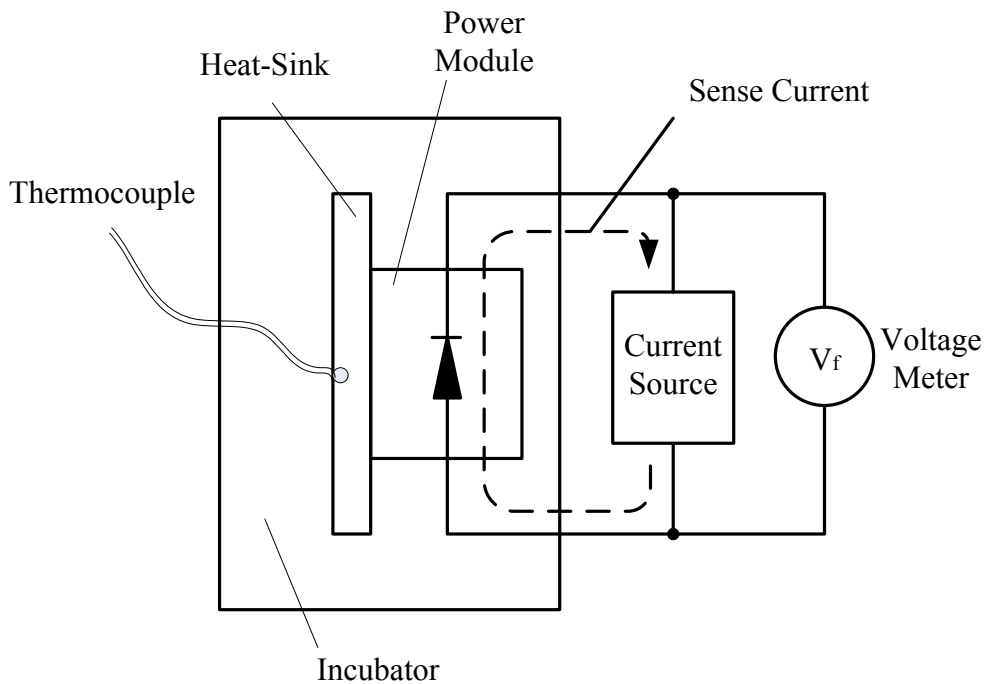 Power
Module
Heat-Sink
Sense Current
Thermocouple
Current
Source
Vf
Voltage
Meter
Incubator